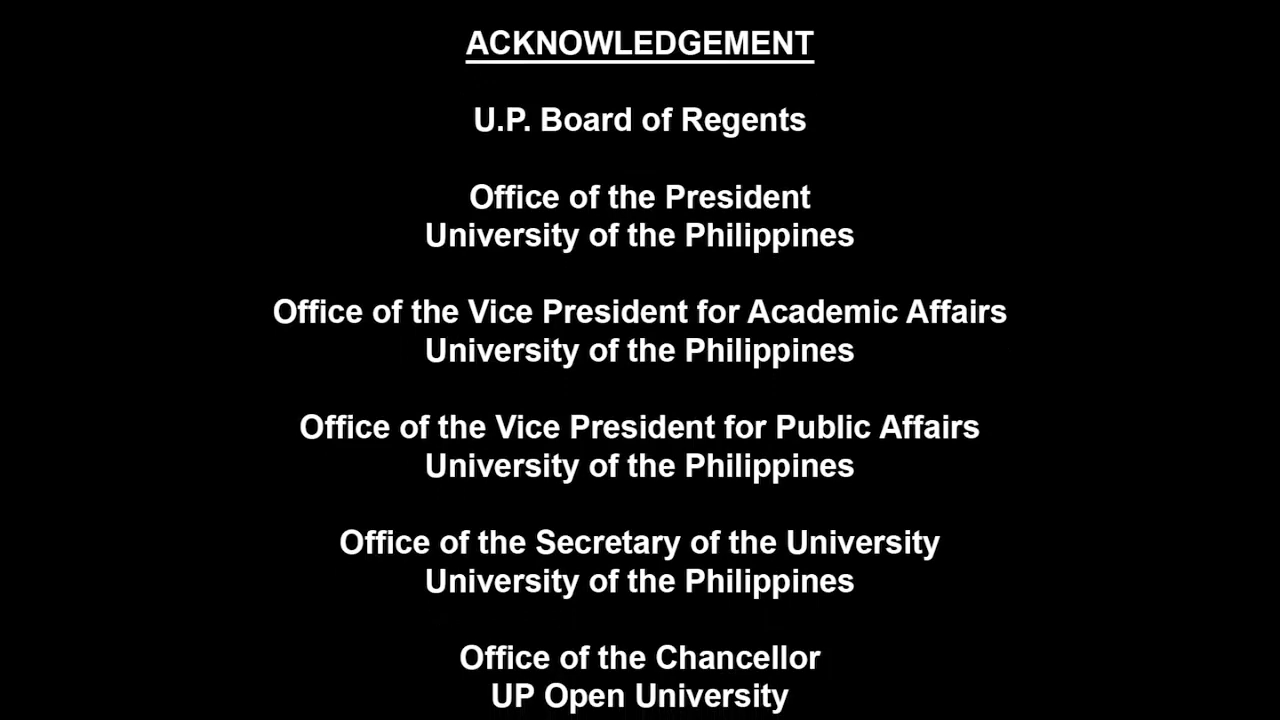 ACKNOWLEDGEMENT
U.P. Board of Regents
Office of the President
University of the Philippines
Office of the Vice President for Academic Affairs
University of the Philippines
Office of the Vice President for Public Affairs
University of the Philippines
Office of the Secretary of the University
University of the Philippines
Office of the Chancellor
UP Open University